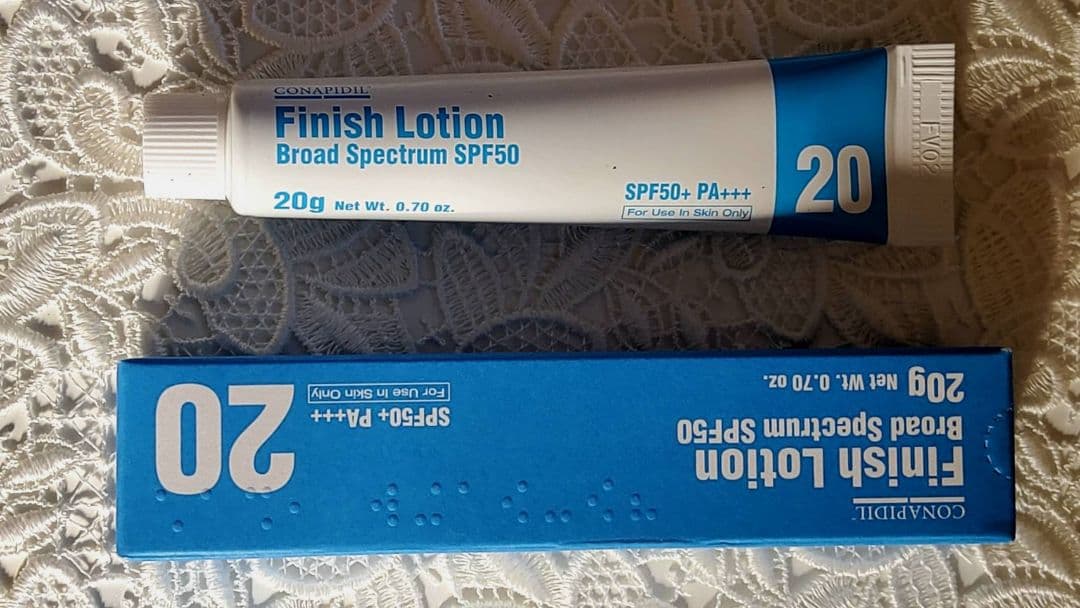 CONAPIDIL
Finish Lotion
Broad Spectrum SPF50
20g Net Wt. 0.70 oz.
SPF50+ PA+++
For Use In Skin Only
20
CONAPIDIL
Finish Lotion
Broad Spectrum SPF50
20g Net Wt. 0.70 oz.
SPF50+ PA+++
For Use In Skin Only
20